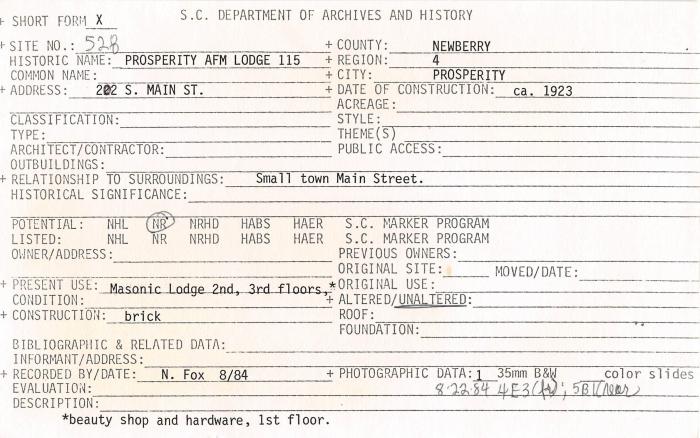 S.C. DEPARTMENT OF ARCHIVES AND HISTORY
+ SHORT FORM X
+ SITE NO.: 528 + COUNTY: NEWBERRY
HISTORIC NAME: PROSPERITY AFM LODGE 115 + REGION: 4
COMMON NAME: + CITY: PROSPERITY
+ ADDRESS: 202 S. MAIN ST. + DATE OF CONSTRUCTION: ca. 1923
ACREAGE:
CLASSIFICATION: STYLE:
TYPE: THEME(S)
ARCHITECT/CONTRACTOR: PUBLIC ACCESS:
OUTBUILDINGS:
+ RELATIONSHIP TO SURROUNDINGS: Small town Main Street.
HISTORICAL SIGNIFICANCE:
POTENTIAL: NHL NR NRHD HABS HAER S.C. MARKER PROGRAM
LISTED: NHL NR NRHD HABS HAER S.C. MARKER PROGRAM
OWNER/ADDRESS: PREVIOUS OWNERS:
ORIGINAL SITE: MOVED/DATE:
+ PRESENT USE: Masonic Lodge 2nd, 3rd floors,* ORIGINAL USE:
CONDITION: + ALTERED/UNALTERED:
+ CONSTRUCTION: brick ROOF:
FOUNDATION:
BIBLIOGRAPHIC & RELATED DATA:
INFORMANT/ADDRESS:
+ RECORDED BY/DATE: N. Fox 8/84 + PHOTOGRAPHIC DATA: 1 35mm B&W color slides
EVALUATION: 8-22-84 4E3 ; 5B1 (rear)
DESCRIPTION:
*beauty shop and hardware, 1st floor.